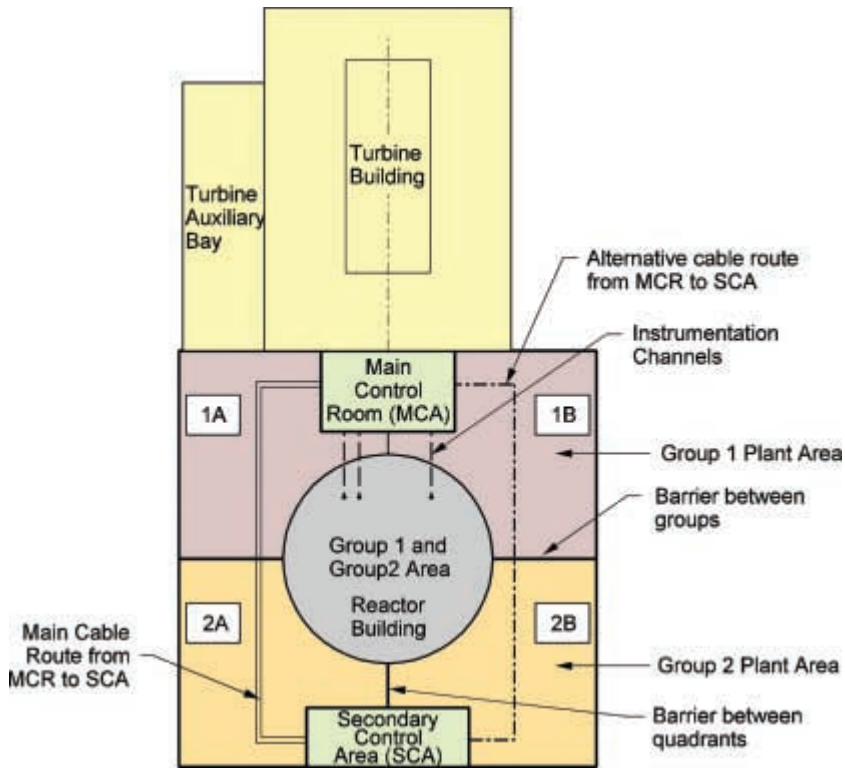 Turbine
Building
Turbine
Auxiliary
Bay
Alternative cable route
from MCR to SCA
Instrumentation
Channels
Main
Control
Room (MCA)
1A
1B
Group 1 Plant Area
Barrier between
groups
Group 1 and
Group2 Area
Reactor
Building
2A
2B
Main Cable
Route from
MCR to SCA
Group 2 Plant Area
Secondary
Control
Area (SCA)
Barrier between
quadrants